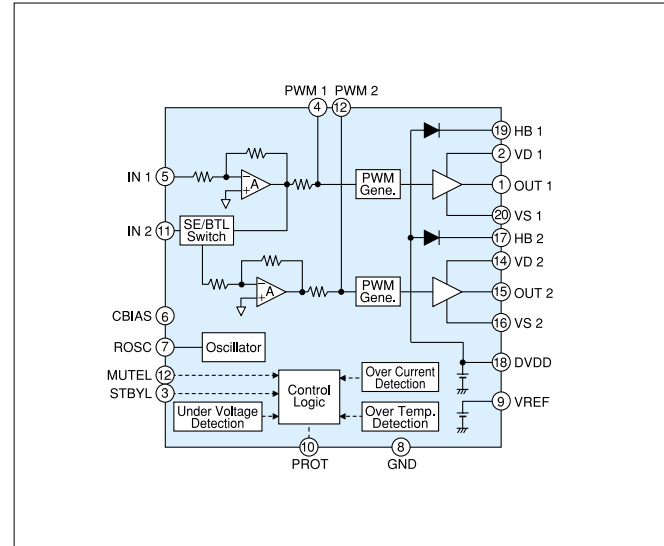 PWM 1 PWM 2
4 12
19 HB 1
2 VD 1
IN 1 5
− + A
PWM Gene.
1 OUT 1
20 VS 1
IN 2 11
SE/BTL Switch
17 HB 2
14 VD 2
− + A
PWM Gene.
15 OUT 2
16 VS 2
CBIAS 6
ROSC 7
Oscillator
18 DVDD
MUTEL 12
STBYL 3
Control Logic
Over Current Detection
9 VREF
Under Voltage Detection
Over Temp. Detection
10 8
PROT GND